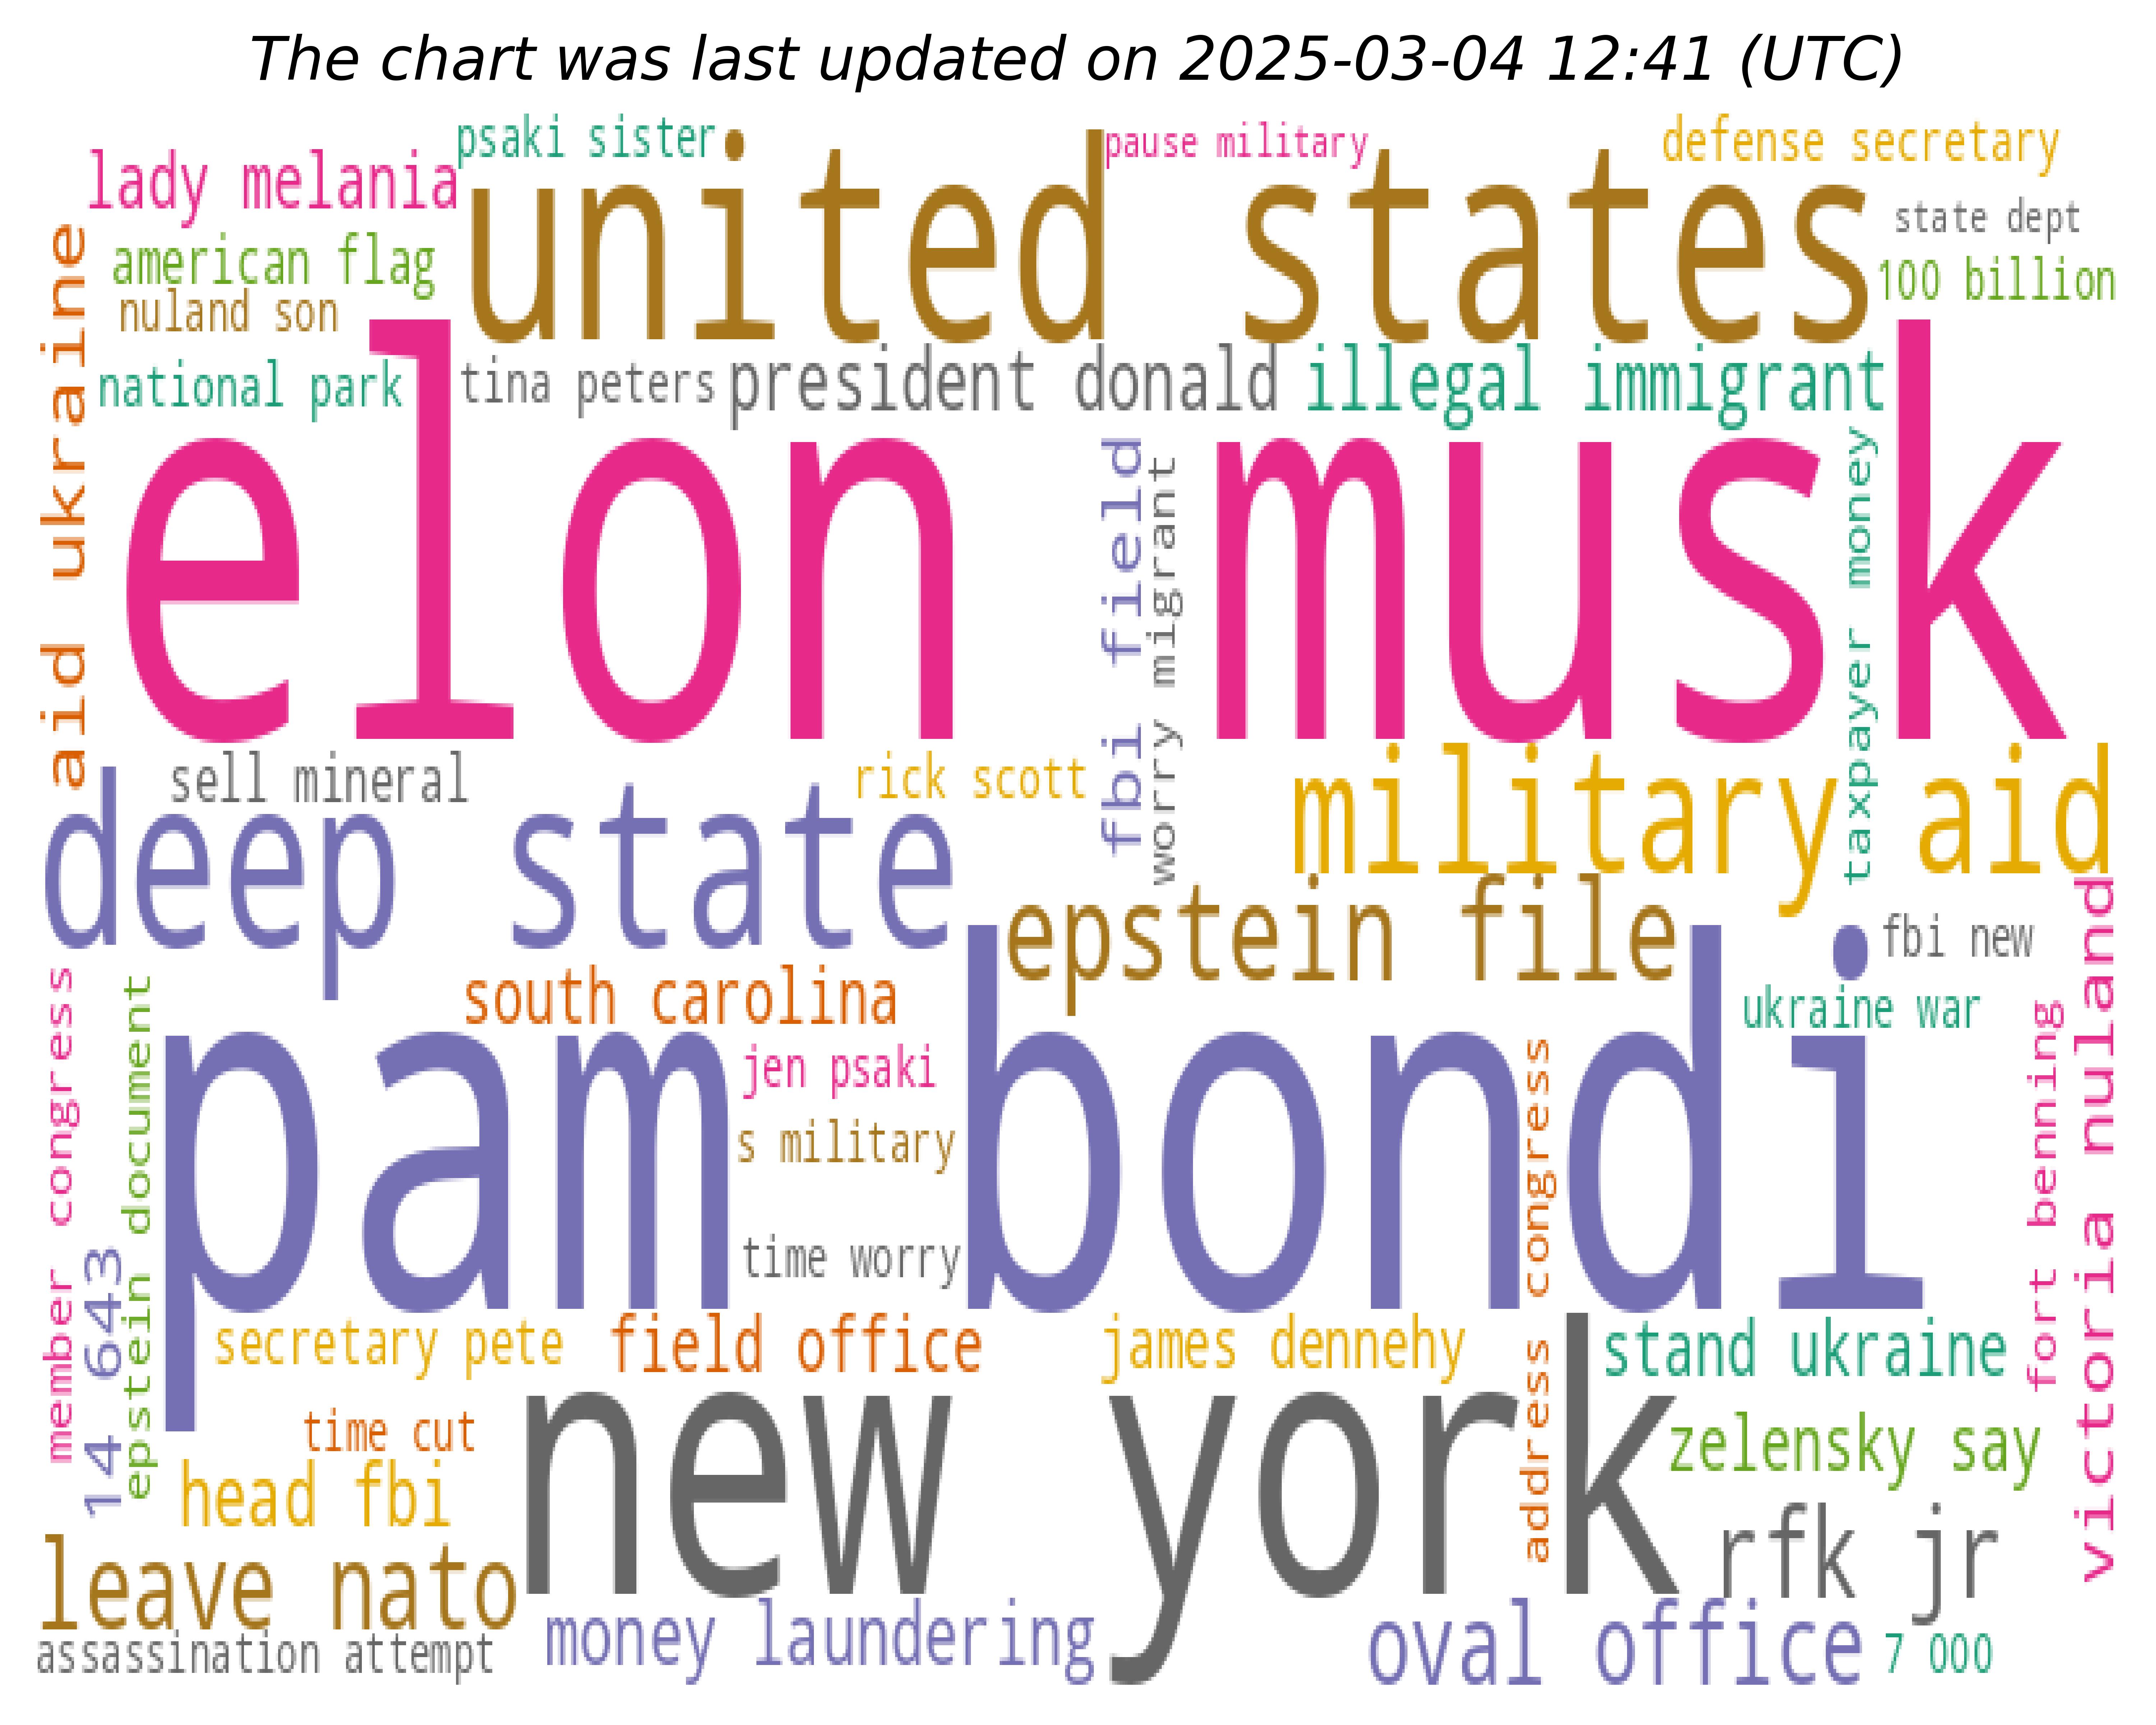 The chart was last updated on 2025-03-04 12:41 (UTC)
psaki sister
pause military
defense secretary
lady melania
united states
state dept
american flag
100 billion
nuland son
aid ukraine
national park
tina peters
president donald
illegal immigrant
elon musk
fbi field
worry migrant
taxpayer money
sell mineral
rick scott
military aid
deep state
epstein file
fbi new
victoria nuland
south carolina
ukraine war
member congress
epstein document
fort benning
jen psaki
pam bondi
s military
address congress
time worry
14 643
secretary pete
field office
james dennehy
stand ukraine
time cut
new york
zelensky say
head fbi
rfk jr
leave nato
money laundering
oval office
assassination attempt
7 000